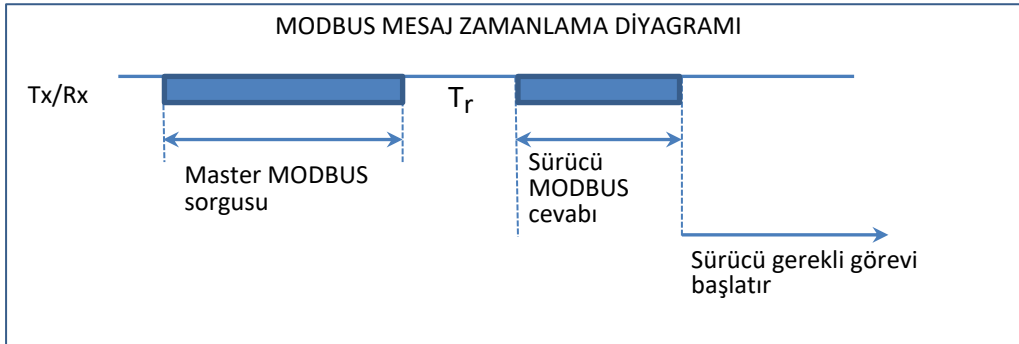 MODBUS MESAJ ZAMANLAMA DİYAGRAMI
Tx/Rx
Tr
Master MODBUS
sorgusu
Sürücü
MODBUS
cevabı
Sürücü gerekli görevi
başlatır